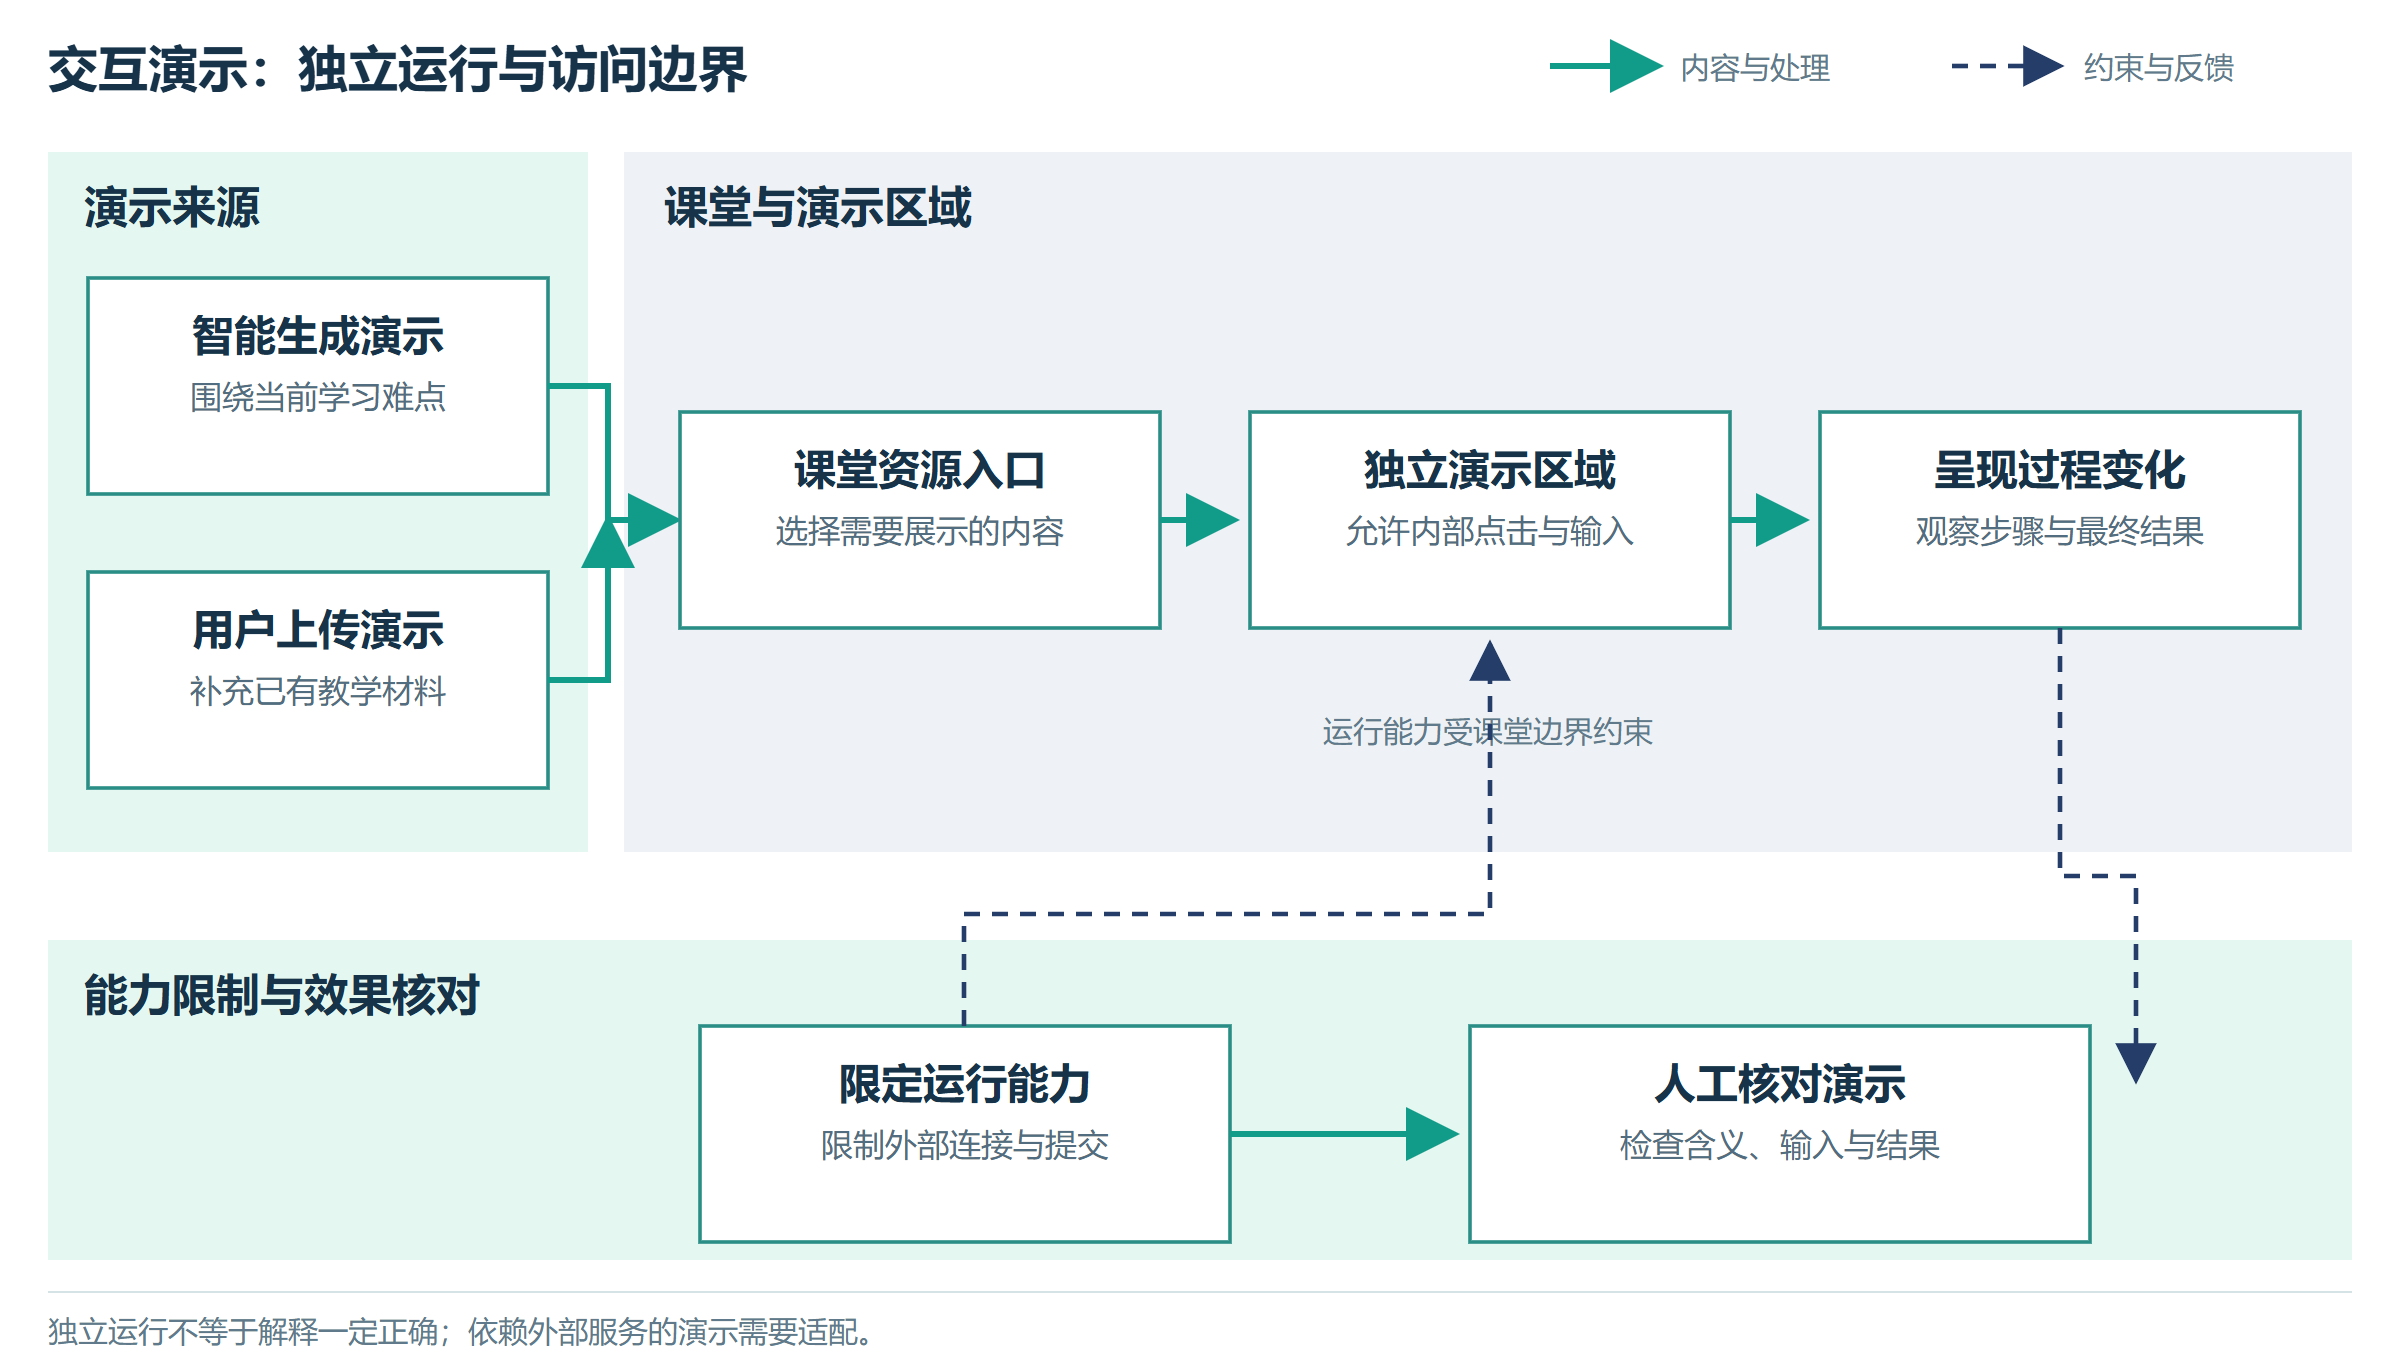 交互演示：独立运行与访问边界
内容与处理
约束与反馈
演示来源
智能生成演示
围绕当前学习难点
用户上传演示
补充已有教学材料
课堂与演示区域
课堂资源入口
选择需要展示的内容
独立演示区域
允许内部点击与输入
呈现过程变化
观察步骤与最终结果
运行能力受课堂边界约束
能力限制与效果核对
限定运行能力
限制外部连接与提交
人工核对演示
检查含义、输入与结果
独立运行不等于解释一定正确；依赖外部服务的演示需要适配。